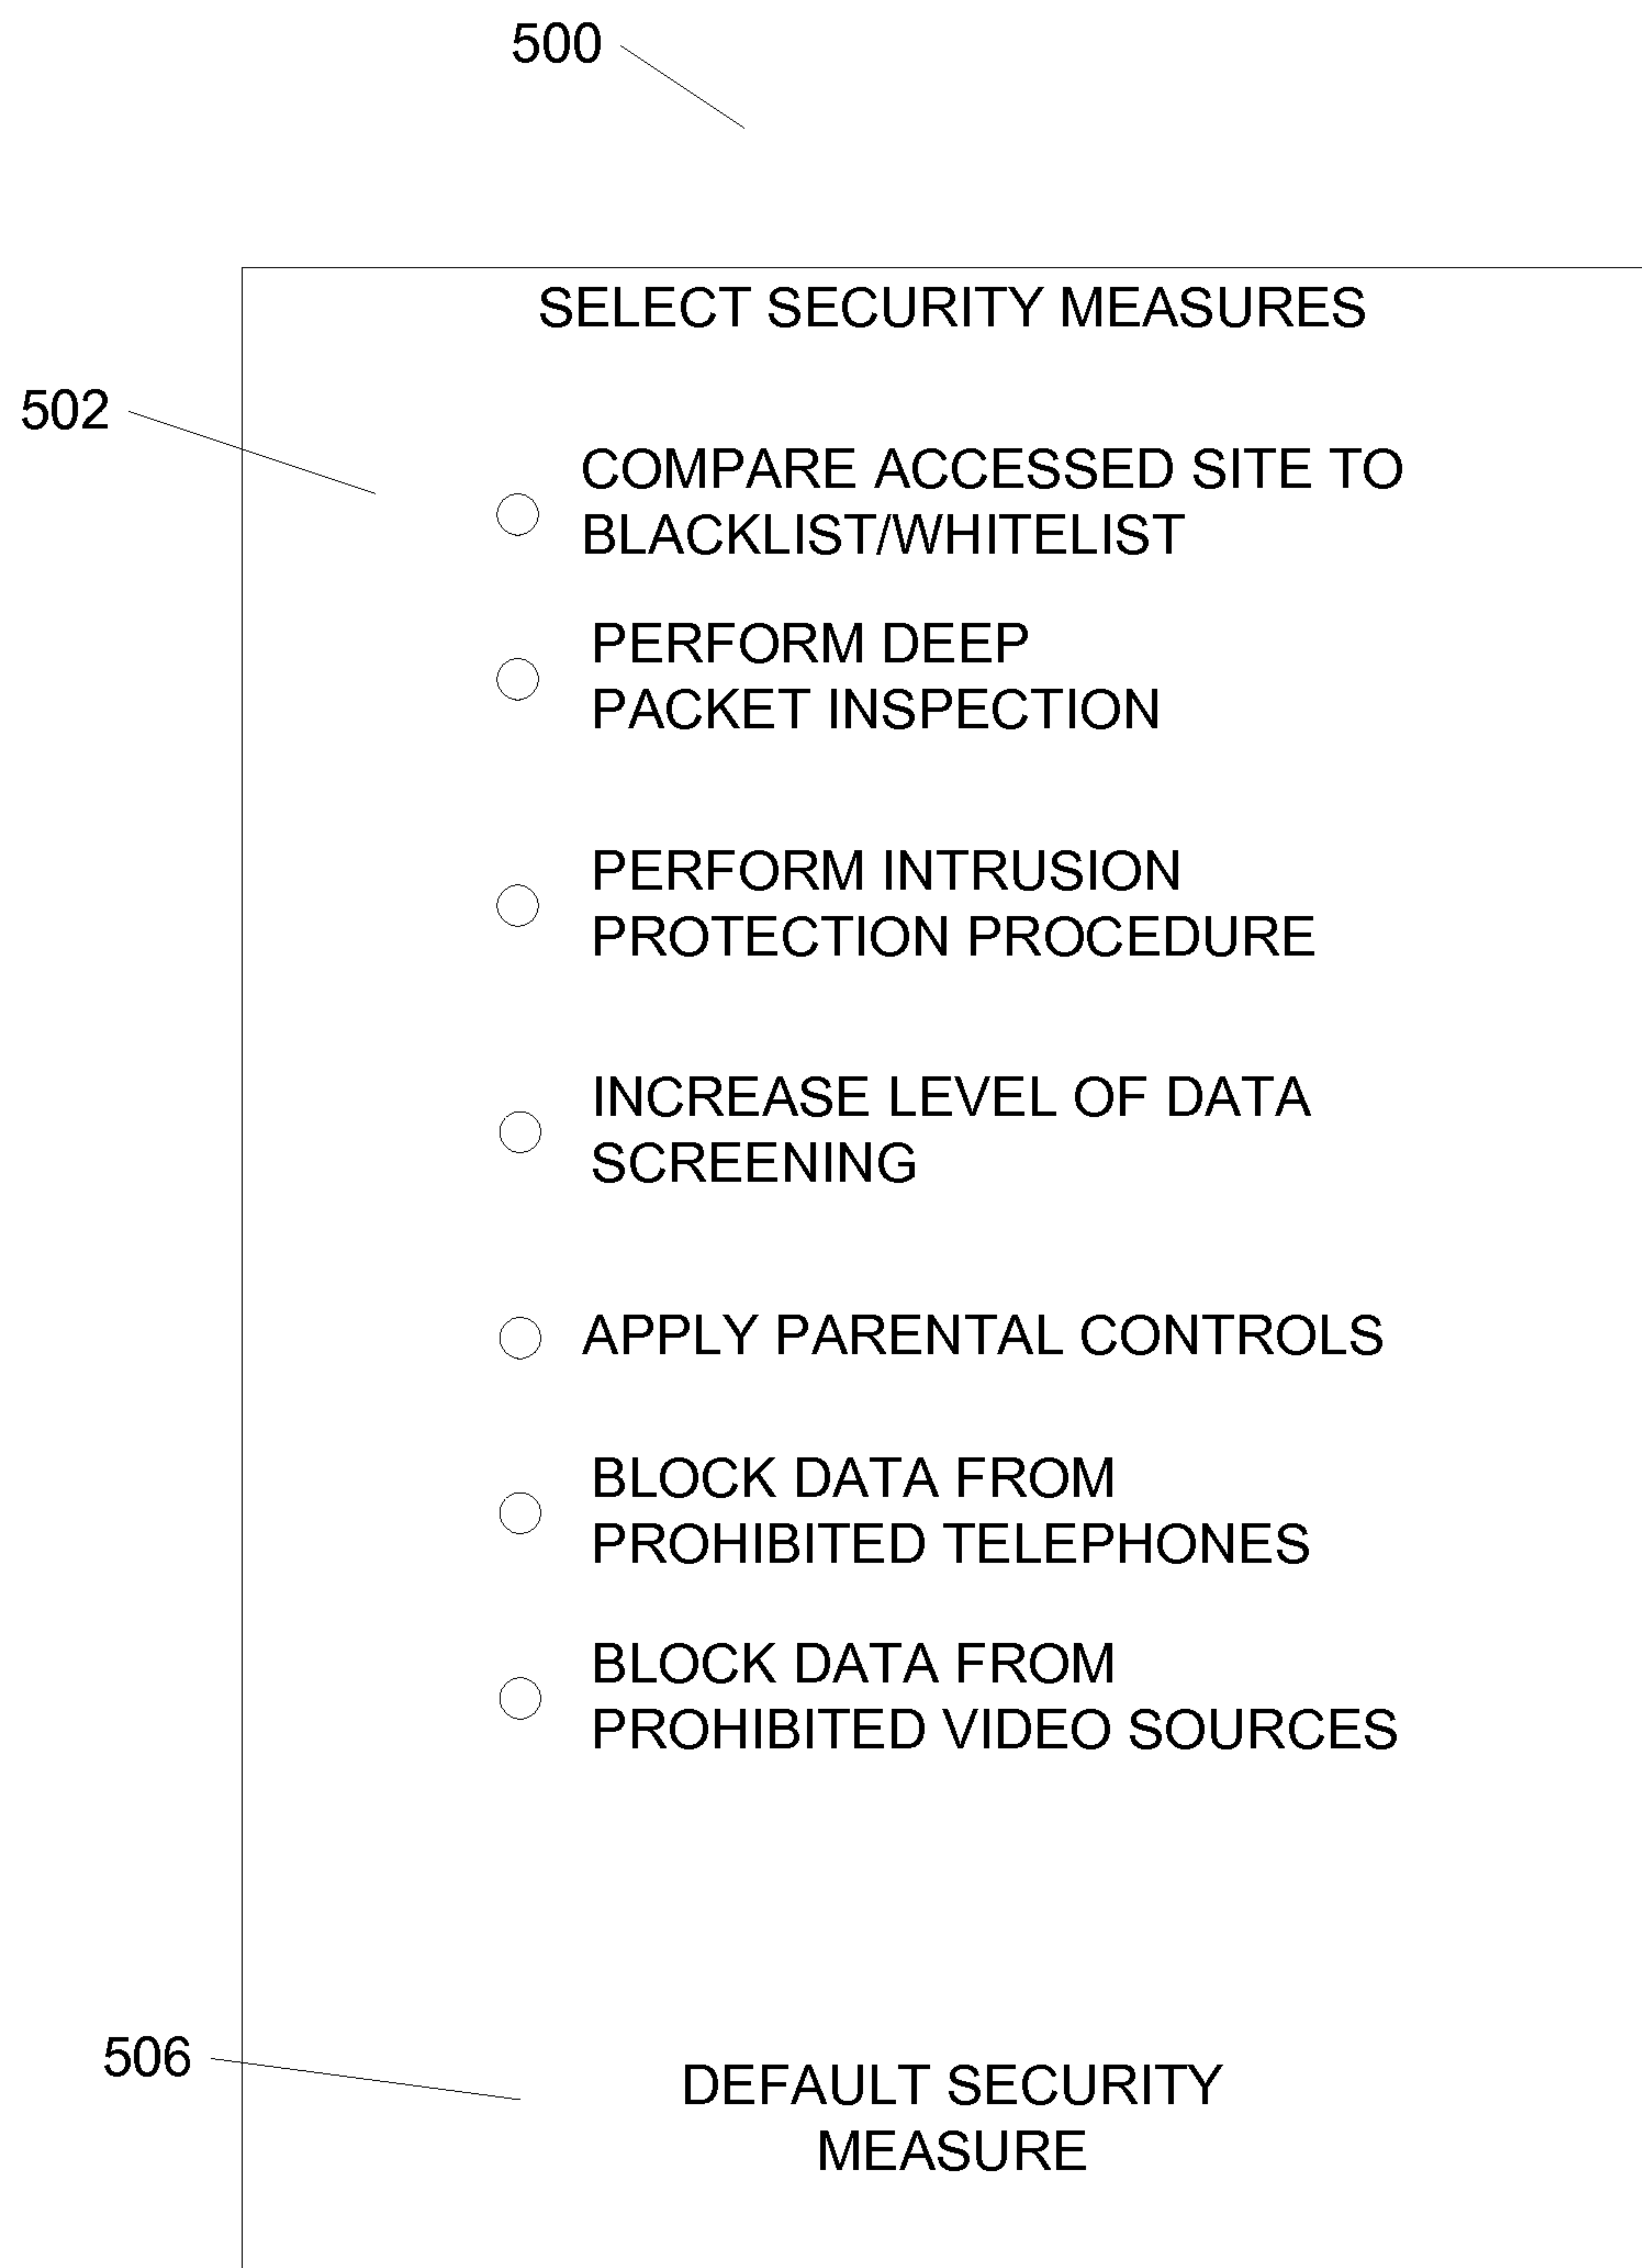 500
SELECT SECURITY MEASURES
502
COMPARE ACCESSED SITE TO
BLACKLIST/WHITELIST
PERFORM DEEP
PACKET INSPECTION
PERFORM INTRUSION
PROTECTION PROCEDURE
INCREASE LEVEL OF DATA
SCREENING
APPLY PARENTAL CONTROLS
BLOCK DATA FROM
PROHIBITED TELEPHONES
BLOCK DATA FROM
PROHIBITED VIDEO SOURCES
506
DEFAULT SECURITY
MEASURE